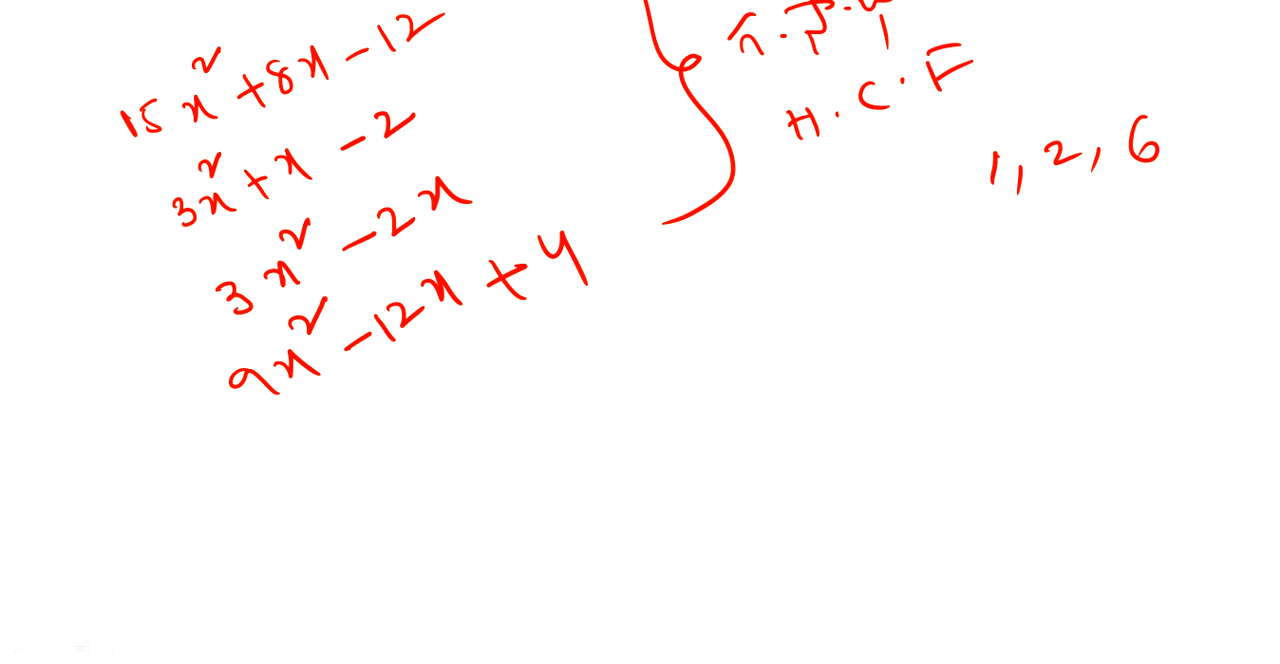 15x² + 8x - 12
3x² + x - 2
3x² - 2x
9x² - 12x + 4
H.C.F
1, 2, 6